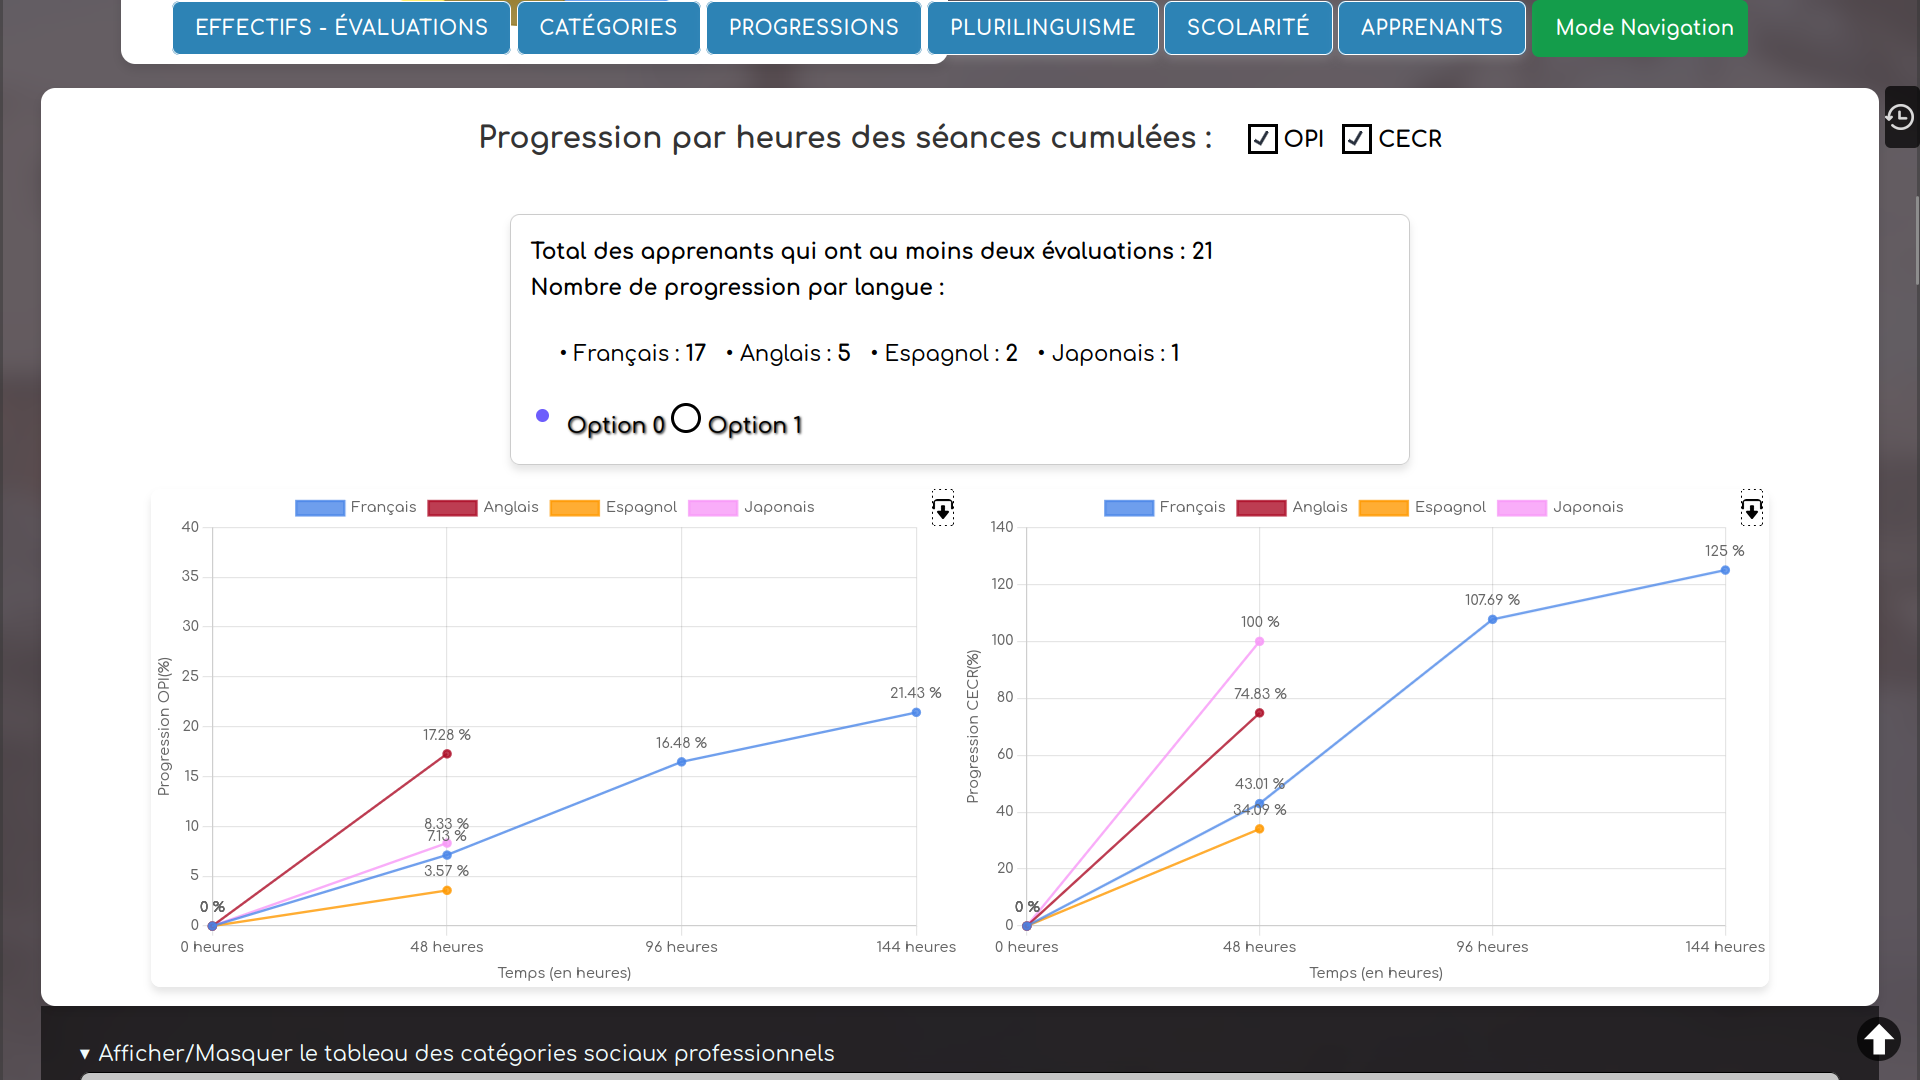 EFFECTIFS - ÉVALUATIONS CATÉGORIES PROGRESSIONS PLURILINGUISME SCOLARITÉ APPRENANTS Mode Navigation
Progression par heures des séances cumulées : OPI CECR
Total des apprenants qui ont au moins deux évaluations : 21
Nombre de progression par langue :
• Français : 17 • Anglais : 5 • Espagnol : 2 • Japonais : 1
Option 0 Option 1
Français Anglais Espagnol Japonais
40
35
30
25
20
15
10
5
0
Progression OPI(%)
21.43 %
17.28 %
16.48 %
8.33 %
7.13 %
3.57 %
0 %
0 heures 48 heures 96 heures 144 heures
Temps (en heures)
Français Anglais Espagnol Japonais
140
120
100
80
60
40
20
0
Progression CECR(%)
125 %
107.69 %
100 %
74.83 %
43.01 %
34.09 %
0 %
0 heures 48 heures 96 heures 144 heures
Temps (en heures)
▾ Afficher/Masquer le tableau des catégories sociaux professionnels